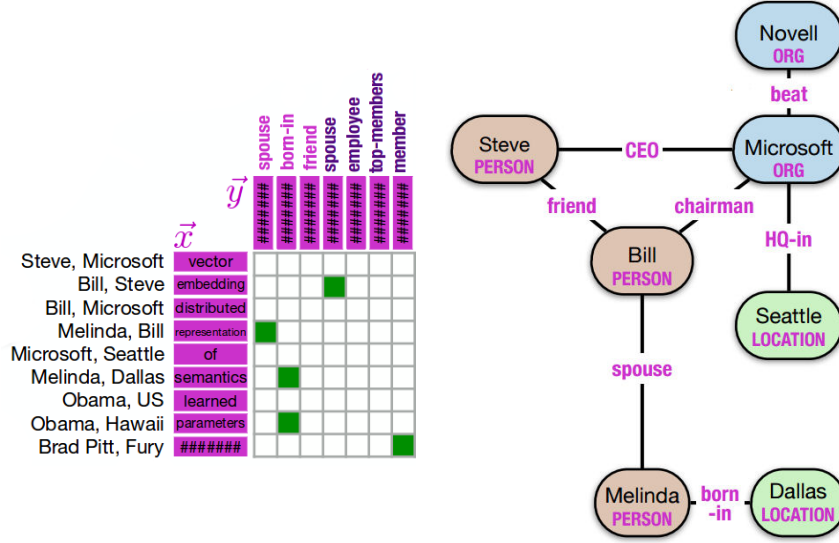 spouse
born-in
friend
spouse
employee
top-members
member
y
########
########
########
########
########
########
########
x
Steve, Microsoft vector
Bill, Steve embedding
Bill, Microsoft distributed
Melinda, Bill representation
Microsoft, Seattle of
Melinda, Dallas semantics
Obama, US learned
Obama, Hawaii parameters
Brad Pitt, Fury #######
Novell
ORG
beat
Steve
PERSON
CEO
Microsoft
ORG
friend
chairman
Bill
PERSON
HQ-in
Seattle
LOCATION
spouse
Melinda
PERSON
born
-in
Dallas
LOCATION